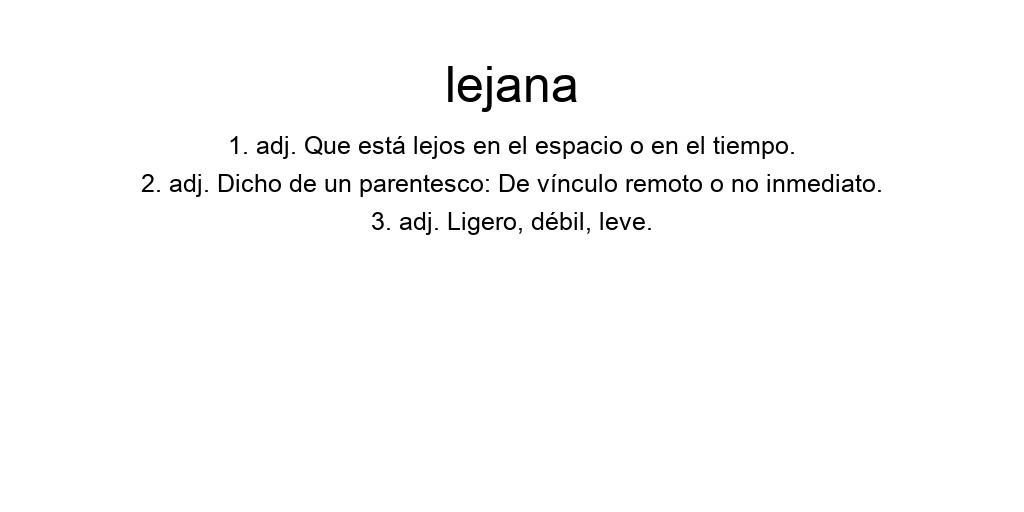 lejana
1. adj. Que está lejos en el espacio o en el tiempo.
2. adj. Dicho de un parentesco: De vínculo remoto o no inmediato.
3. adj. Ligero, débil, leve.